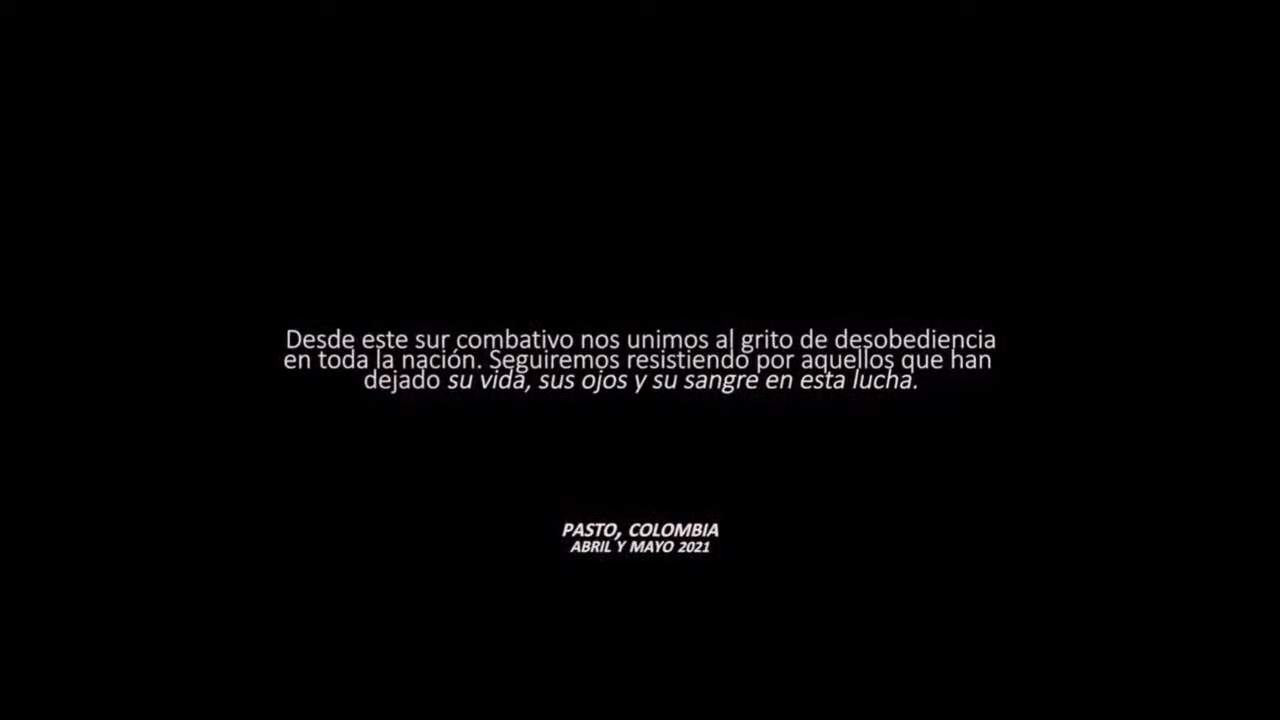 Desde este sur combativo nos unimos al grito de desobediencia
en toda la nación. Seguiremos resistiendo por aquellos que han
dejado su vida, sus ojos y su sangre en esta lucha.
PASTO, COLOMBIA
ABRIL Y MAYO 2021